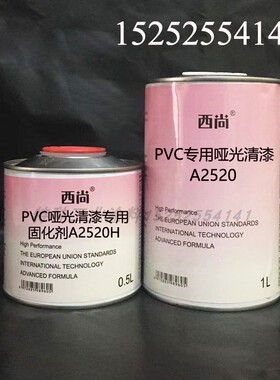 15252554141
西尚
PVC哑光清漆专用
固化剂A2520H
High Performance
THE EUROPEAN UNION STANDARDS
INTERNATIONAL TECHNOLOGY
ADVANCED FORMULA
0.5L
西尚
PVC专用哑光清漆
A2520
High Performance
THE EUROPEAN UNION STANDARDS
INTERNATIONAL TECHNOLOGY
ADVANCED FORMULA
1L